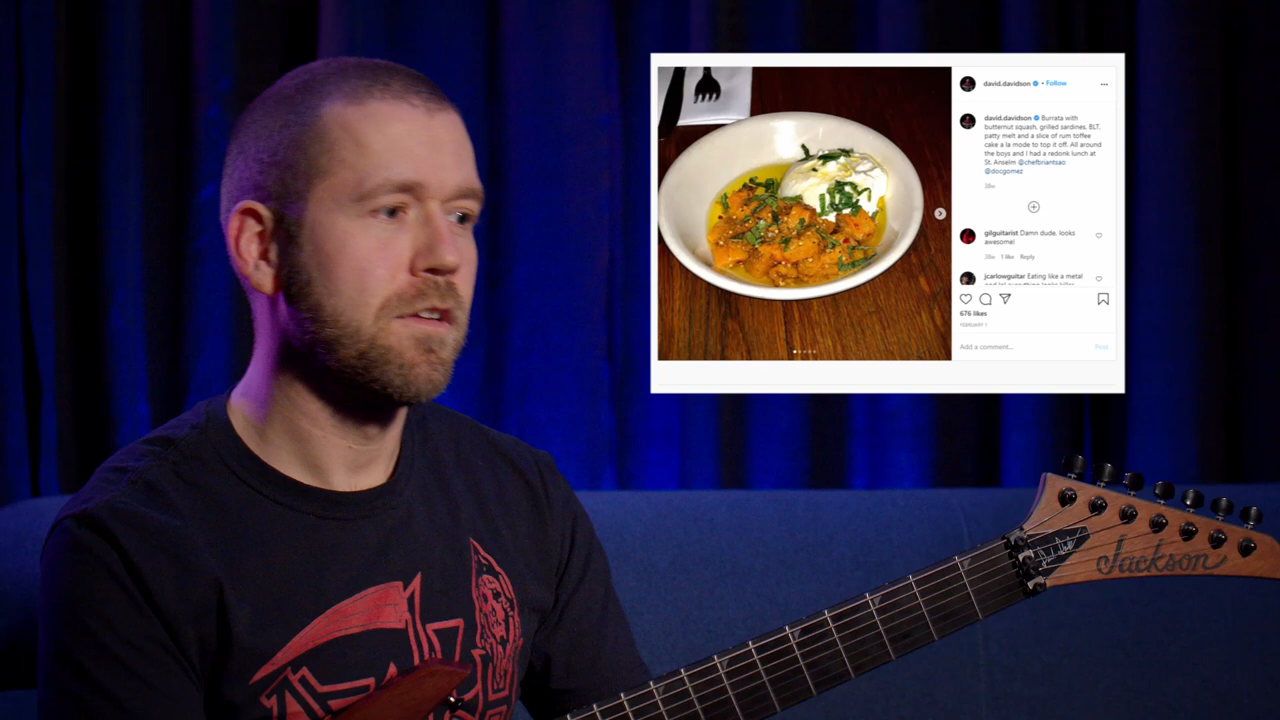 david.davidson • Follow
david.davidson Burrata with
butternut squash, grilled sardines, BLT,
patty melt and a slice of rum toffee
cake a la mode to top it off. All around
the boys and I had a redonk lunch at
St. Anselm @chefbriantsao
@docgomez
38w
gilguitarist Damn dude, looks
awesome!
38w 1 like Reply
jcarlowguitar Eating like a metal
676 likes
FEBRUARY 1
Add a comment...
Post
Jackson